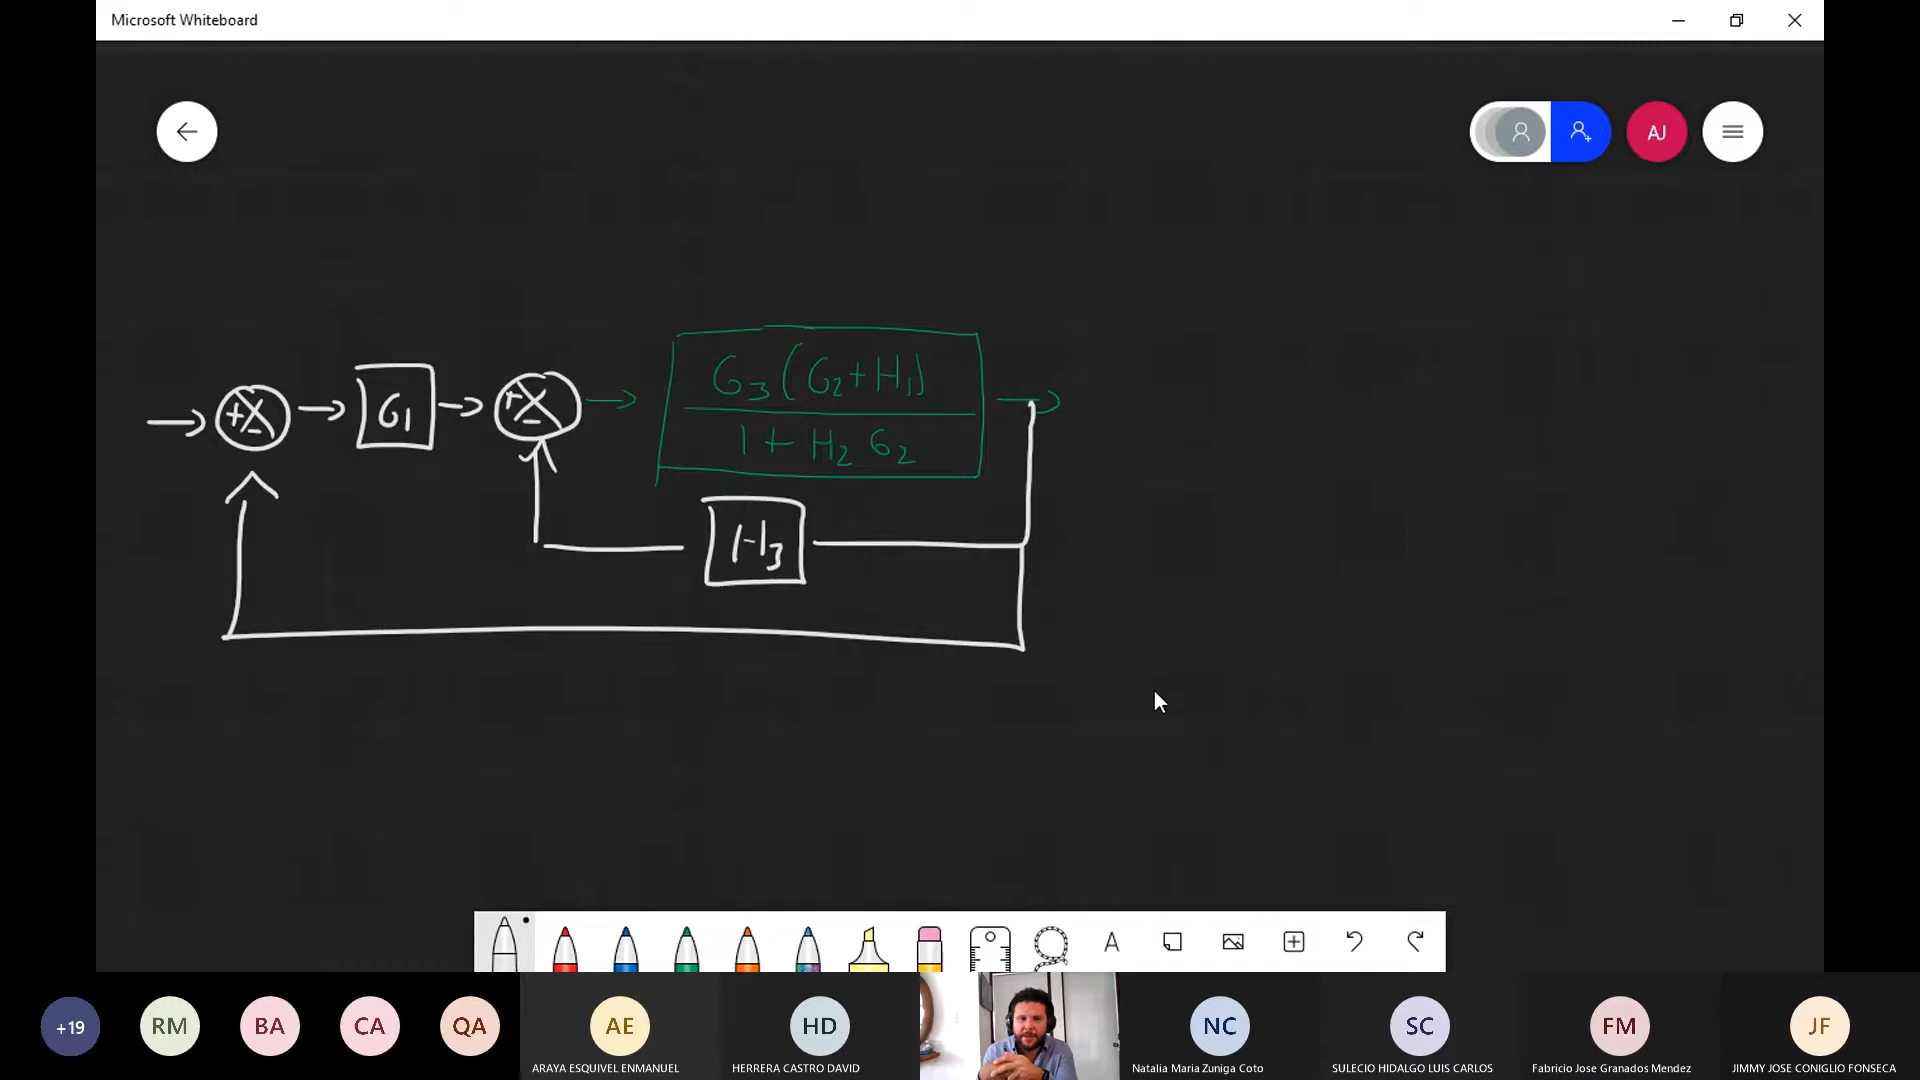 Microsoft Whiteboard
AJ
+ -
G1
+ -
G3 (G2 + H1)
1 + H2 G2
H3
A
+19
RM
BA
CA
QA
AE
HD
NC
SC
FM
JF
ARAYA ESQUIVEL ENMANUEL
HERRERA CASTRO DAVID
Natalia Maria Zuniga Coto
SULECIO HIDALGO LUIS CARLOS
Fabricio Jose Granados Mendez
JIMMY JOSE CONIGLIO FONSECA